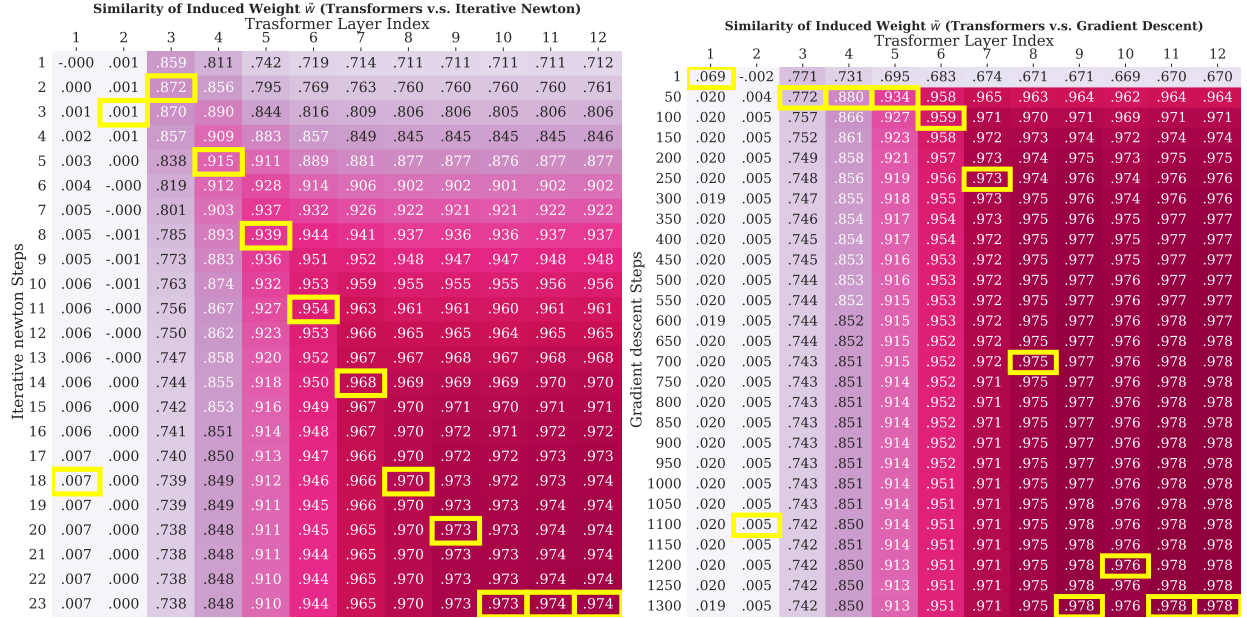 Similarity of Induced Weight w̃ (Transformers v.s. Iterative Newton)
Trasformer Layer Index
1 2 3 4 5 6 7 8 9 10 11 12
Iterative newton Steps
1 -.000 .001 .859 .811 .742 .719 .714 .711 .711 .711 .711 .712
2 .000 .001 .872 .856 .795 .769 .763 .760 .760 .760 .760 .761
3 .001 .001 .870 .890 .844 .816 .809 .806 .806 .805 .805 .806
4 .002 .001 .857 .909 .883 .857 .849 .845 .845 .845 .845 .846
5 .003 .000 .838 .915 .911 .889 .881 .877 .877 .876 .877 .877
6 .004 -.000 .819 .912 .928 .914 .906 .902 .902 .901 .902 .902
7 .005 -.000 .801 .903 .937 .932 .926 .922 .921 .921 .922 .922
8 .005 -.001 .785 .893 .939 .944 .941 .937 .936 .936 .937 .937
9 .005 -.001 .773 .883 .936 .951 .952 .948 .947 .947 .948 .948
10 .006 -.001 .763 .874 .932 .953 .959 .955 .955 .955 .956 .956
11 .006 -.000 .756 .867 .927 .954 .963 .961 .961 .960 .961 .961
12 .006 -.000 .750 .862 .923 .953 .966 .965 .965 .964 .965 .965
13 .006 -.000 .747 .858 .920 .952 .967 .967 .968 .967 .968 .968
14 .006 .000 .744 .855 .918 .950 .968 .969 .969 .969 .970 .970
15 .006 .000 .742 .853 .916 .949 .967 .970 .971 .970 .971 .971
16 .006 .000 .741 .851 .914 .948 .967 .970 .972 .971 .972 .972
17 .007 .000 .740 .850 .913 .947 .966 .970 .972 .972 .973 .973
18 .007 .000 .739 .849 .912 .946 .966 .970 .973 .972 .973 .974
19 .007 .000 .739 .849 .911 .945 .966 .970 .973 .973 .974 .974
20 .007 .000 .738 .848 .911 .945 .965 .970 .973 .973 .974 .974
21 .007 .000 .738 .848 .911 .944 .965 .970 .973 .973 .974 .974
22 .007 .000 .738 .848 .910 .944 .965 .970 .973 .973 .974 .974
23 .007 .000 .738 .848 .910 .944 .965 .970 .973 .973 .974 .974
Similarity of Induced Weight w̃ (Transformers v.s. Gradient Descent)
Trasformer Layer Index
1 2 3 4 5 6 7 8 9 10 11 12
Gradient descent Steps
1 .069 -.002 .771 .731 .695 .683 .674 .671 .671 .669 .670 .670
50 .020 .004 .772 .880 .934 .958 .965 .963 .964 .962 .964 .964
100 .020 .005 .757 .866 .927 .959 .971 .970 .971 .969 .971 .971
150 .020 .005 .752 .861 .923 .958 .972 .973 .974 .972 .974 .974
200 .020 .005 .749 .858 .921 .957 .973 .974 .975 .973 .975 .975
250 .020 .005 .748 .856 .919 .956 .973 .974 .976 .974 .976 .976
300 .019 .005 .747 .855 .918 .955 .973 .975 .976 .974 .976 .976
350 .020 .005 .746 .854 .917 .954 .973 .975 .976 .975 .977 .977
400 .020 .005 .745 .854 .917 .954 .972 .975 .977 .975 .977 .977
450 .020 .005 .745 .853 .916 .953 .972 .975 .977 .975 .977 .977
500 .020 .005 .744 .853 .916 .953 .972 .975 .977 .976 .977 .977
550 .020 .005 .744 .852 .915 .953 .972 .975 .977 .976 .977 .977
600 .019 .005 .744 .852 .915 .953 .972 .975 .977 .976 .978 .977
650 .020 .005 .744 .852 .915 .952 .972 .975 .977 .976 .978 .978
700 .020 .005 .743 .851 .915 .952 .972 .975 .977 .976 .978 .978
750 .020 .005 .743 .851 .914 .952 .971 .975 .977 .976 .978 .978
800 .020 .005 .743 .851 .914 .952 .971 .975 .977 .976 .978 .978
850 .020 .005 .743 .851 .914 .952 .971 .975 .977 .976 .978 .978
900 .020 .005 .743 .851 .914 .952 .971 .975 .977 .976 .978 .978
950 .020 .005 .743 .851 .914 .952 .971 .975 .977 .976 .978 .978
1000 .020 .005 .743 .851 .914 .952 .971 .975 .977 .976 .978 .978
1050 .020 .005 .743 .851 .914 .951 .971 .975 .978 .976 .978 .978
1100 .020 .005 .742 .850 .914 .951 .971 .975 .978 .976 .978 .978
1150 .020 .005 .742 .851 .914 .951 .971 .975 .978 .976 .978 .978
1200 .020 .005 .742 .850 .913 .951 .971 .975 .978 .976 .978 .978
1250 .020 .005 .742 .850 .913 .951 .971 .975 .978 .976 .978 .978
1300 .019 .005 .742 .850 .913 .951 .971 .975 .978 .976 .978 .978